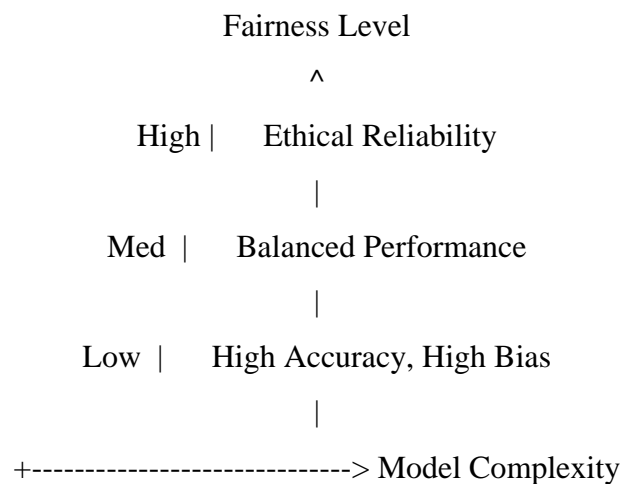 Fairness Level
^
High | Ethical Reliability
|
Med | Balanced Performance
|
Low | High Accuracy, High Bias
|
+------------------------------> Model Complexity